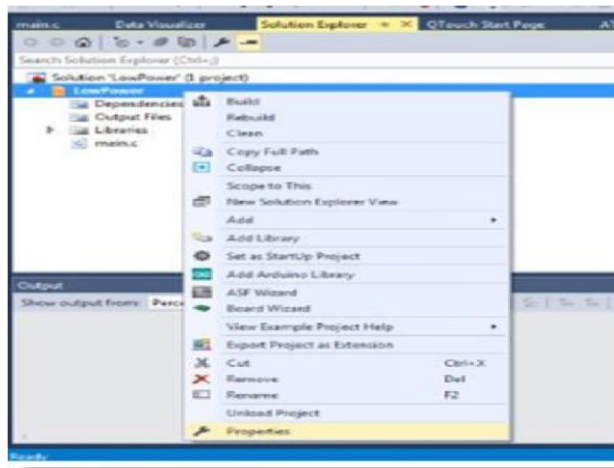 main.c Data Visualizer Solution Explorer QTouch Start Page AT
Search Solution Explorer (Ctrl+;)
Solution 'LowPower' (1 project)
LowPower
Dependencies
Output Files
Libraries
main.c
Build
Rebuild
Clean
Copy Full Path
Collapse
Scope to This
New Solution Explorer View
Add
Add Library
Set as StartUp Project
Add Arduino Library
ASF Wizard
Board Wizard
View Example Project Help
Export Project as Extension
Cut Ctrl+X
Remove Del
Rename F2
Unload Project
Properties
Output
Show output from: Perce
Ready